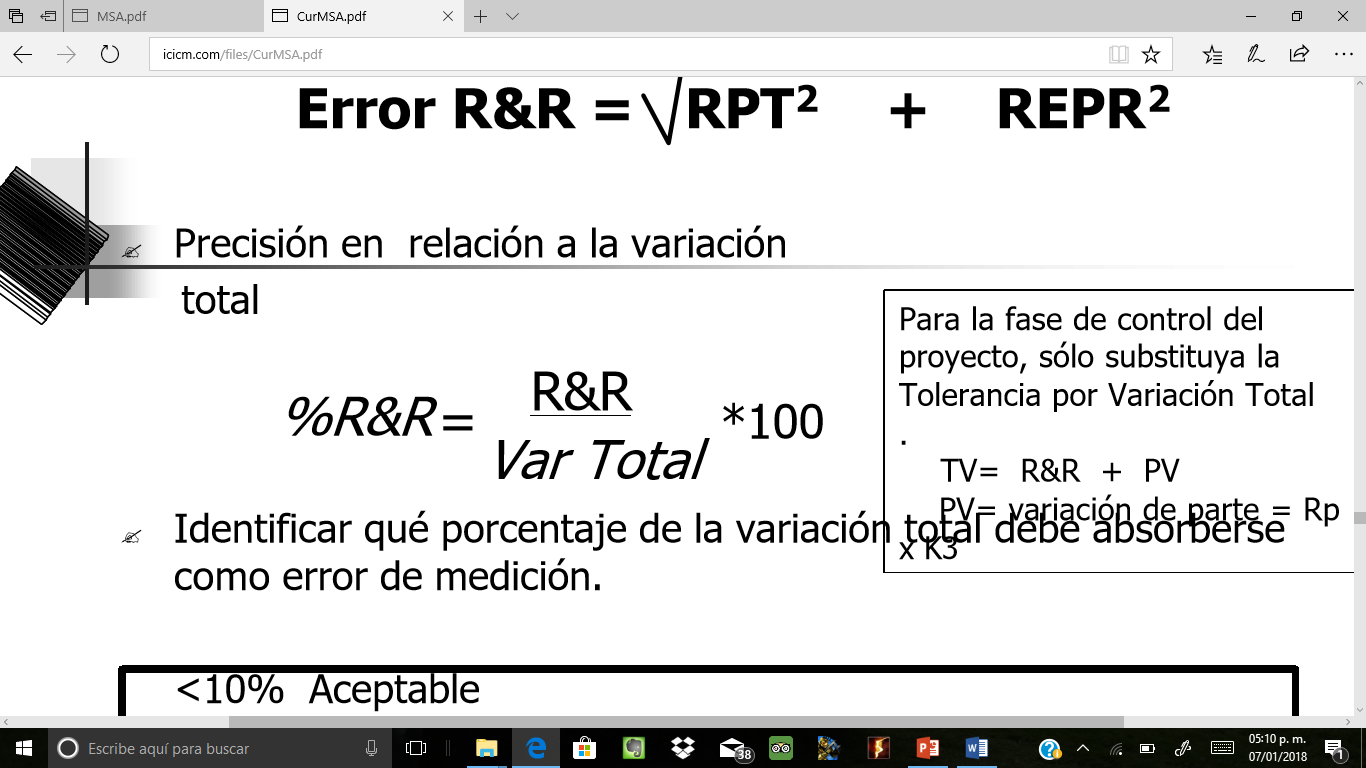 MSA.pdf
CurMSA.pdf
icicm.com/files/CurMSA.pdf
Error R&R = √RPT² + REPR²
Precisión en relación a la variación
total
%R&R = R&R *100
Var Total
Para la fase de control del
proyecto, sólo substituya la
Tolerancia por Variación Total
.
TV= R&R + PV
PV= variación de parte = Rp
x K3
Identificar qué porcentaje de la variación total debe absorberse
como error de medición.
<10% Aceptable
Escribe aquí para buscar
38
05:10 p. m.
07/01/2018
1